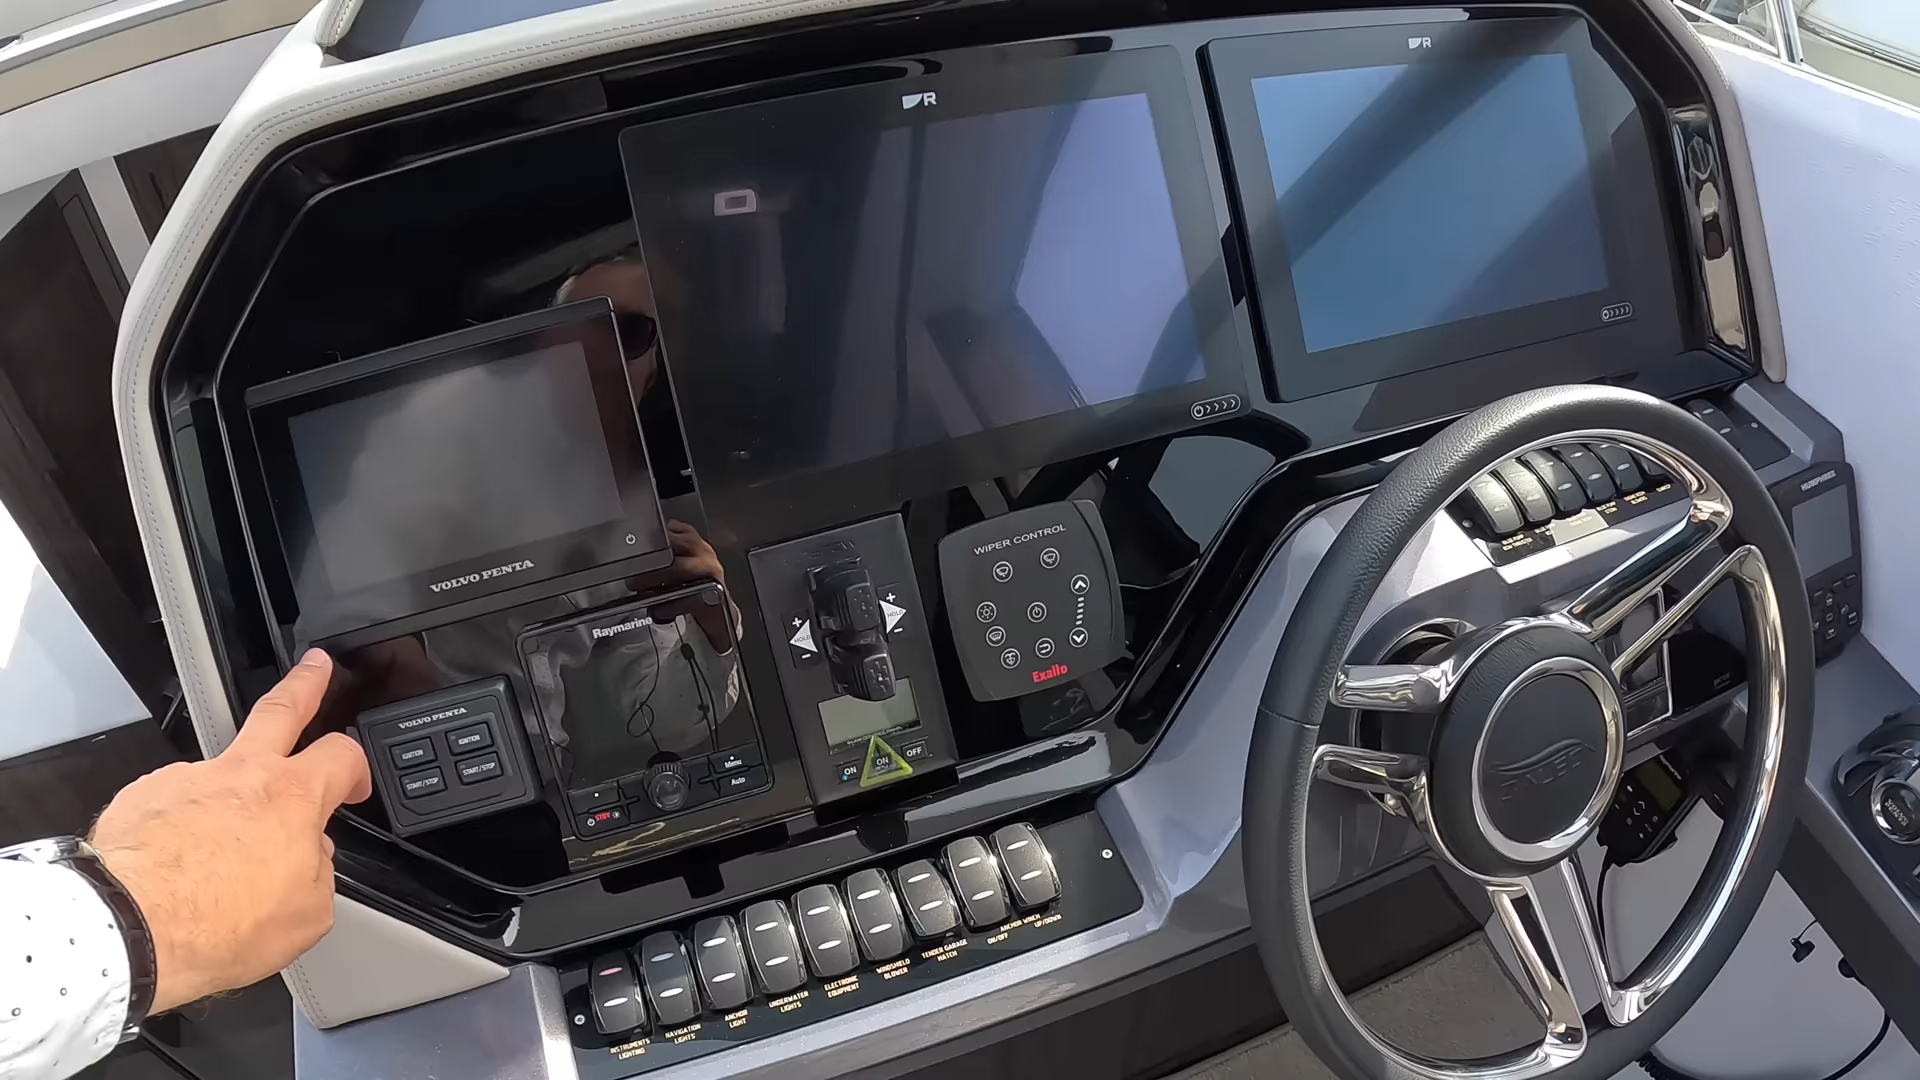 R
R
VOLVO PENTA
Raymarine
VOLVO PENTA
IGNITION
IGNITION
START/STOP
START/STOP
Menu
Auto
STBY
+
HOLD
-
+
HOLD
-
ON
ON
OFF
WIPER CONTROL
Exalto
HUMPHREE
INSTRUMENTS
LIGHTING
NAVIGATION
LIGHTS
ANCHOR
LIGHT
UNDERWATER
LIGHTS
ELECTRONIC
EQUIPMENT
WINDSHIELD
BLOWER
TENDER GARAGE
HATCH
ANCHOR WINCH
ON/OFF
UP/DOWN